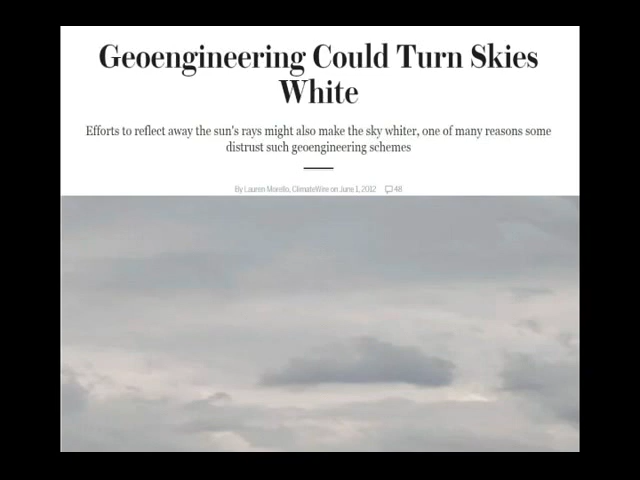 Geoengineering Could Turn Skies
White
Efforts to reflect away the sun's rays might also make the sky whiter, one of many reasons some
distrust such geoengineering schemes
By Lauren Morello, ClimateWire on June 1, 2012 48